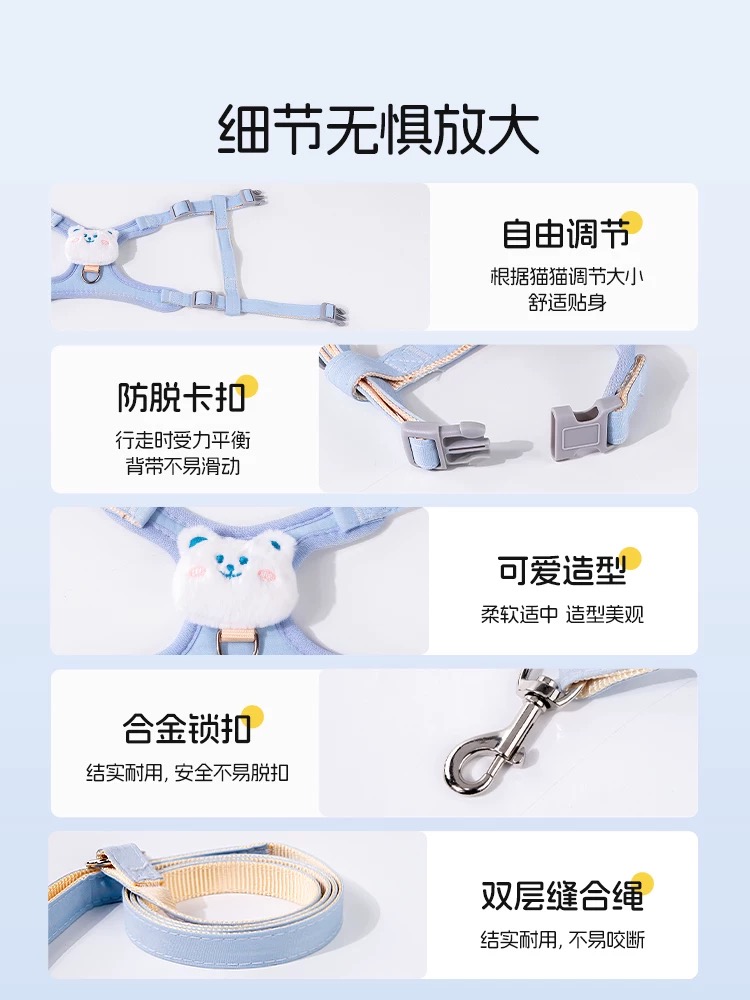 细节无惧放大
自由调节
根据猫猫调节大小
舒适贴身
防脱卡扣
行走时受力平衡
背带不易滑动
可爱造型
柔软适中 造型美观
合金锁扣
结实耐用, 安全不易脱扣
双层缝合绳
结实耐用, 不易咬断